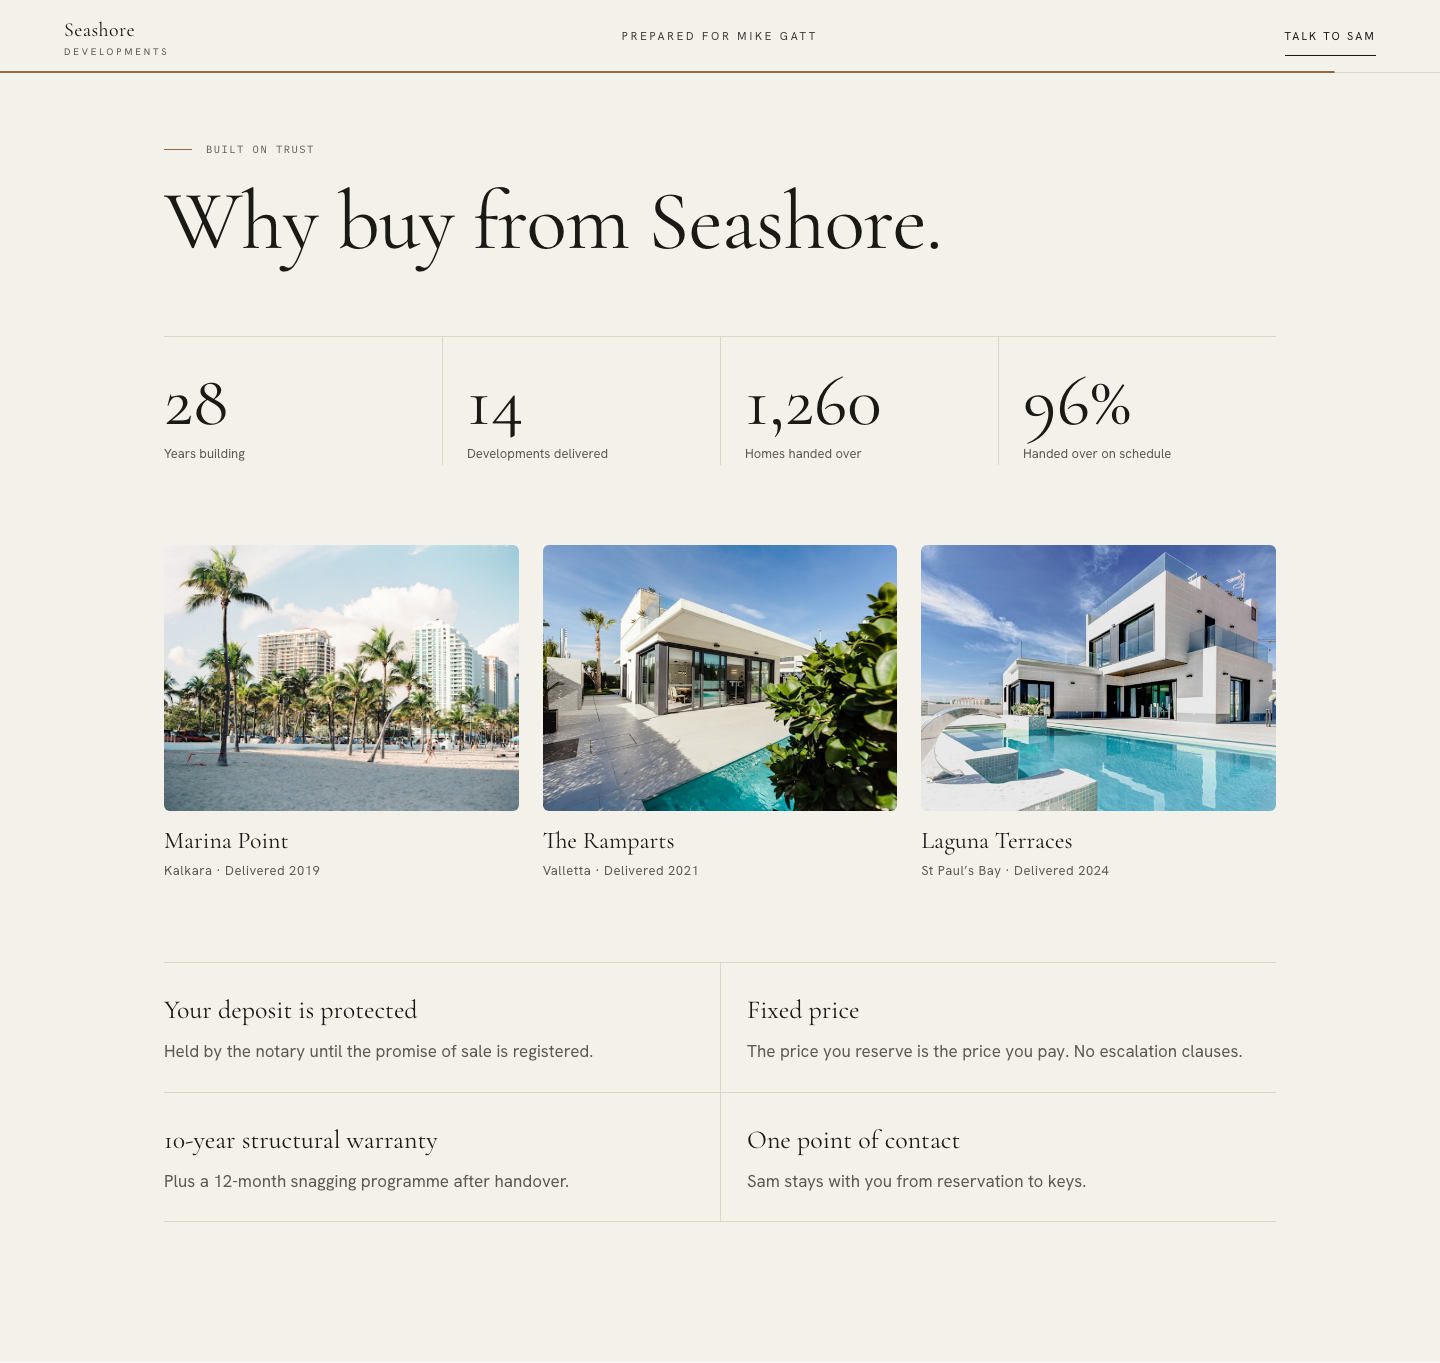 Seashore
DEVELOPMENTS
PREPARED FOR MIKE GATT
TALK TO SAM
BUILT ON TRUST
Why buy from Seashore.
28
Years building
14
Developments delivered
1,260
Homes handed over
96%
Handed over on schedule
Marina Point
Kalkara · Delivered 2019
The Ramparts
Valletta · Delivered 2021
Laguna Terraces
St Paul’s Bay · Delivered 2024
Your deposit is protected
Held by the notary until the promise of sale is registered.
Fixed price
The price you reserve is the price you pay. No escalation clauses.
10-year structural warranty
Plus a 12-month snagging programme after handover.
One point of contact
Sam stays with you from reservation to keys.